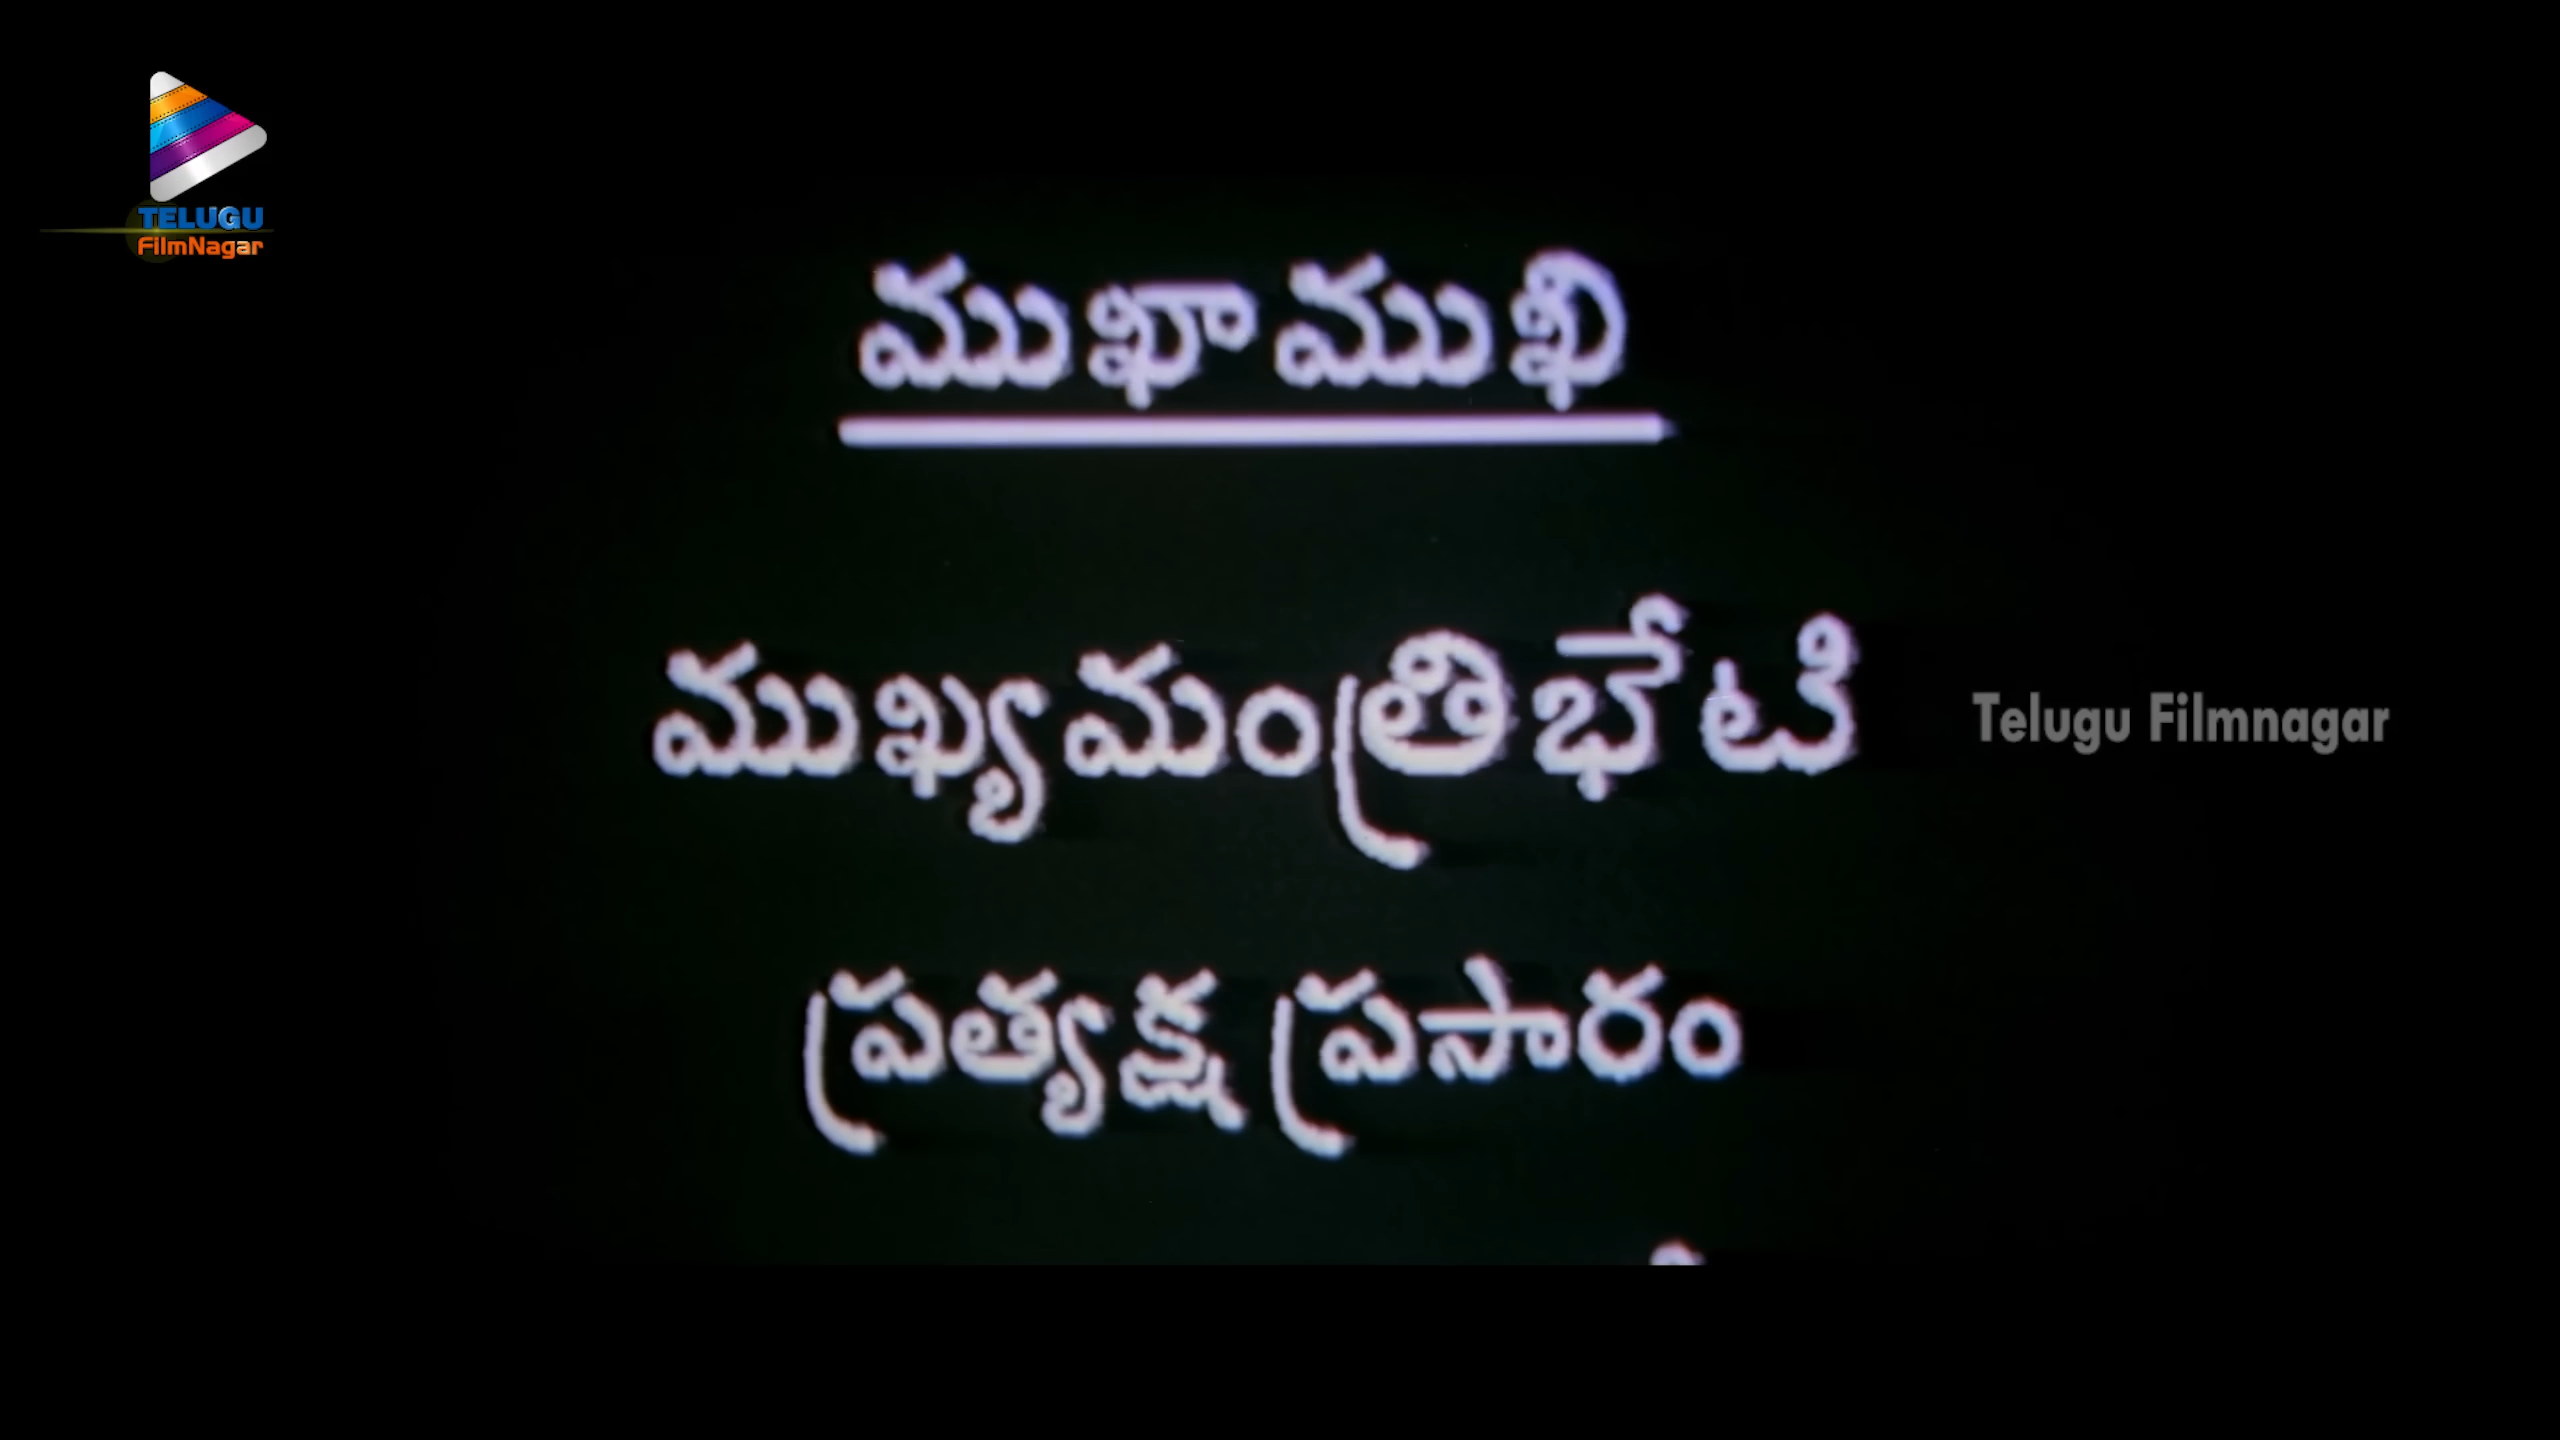 TELUGU
FilmNagar
ముఖాముఖి
ముఖ్యమంత్రిభేటి
Telugu Filmnagar
ప్రత్యక్ష ప్రసారం